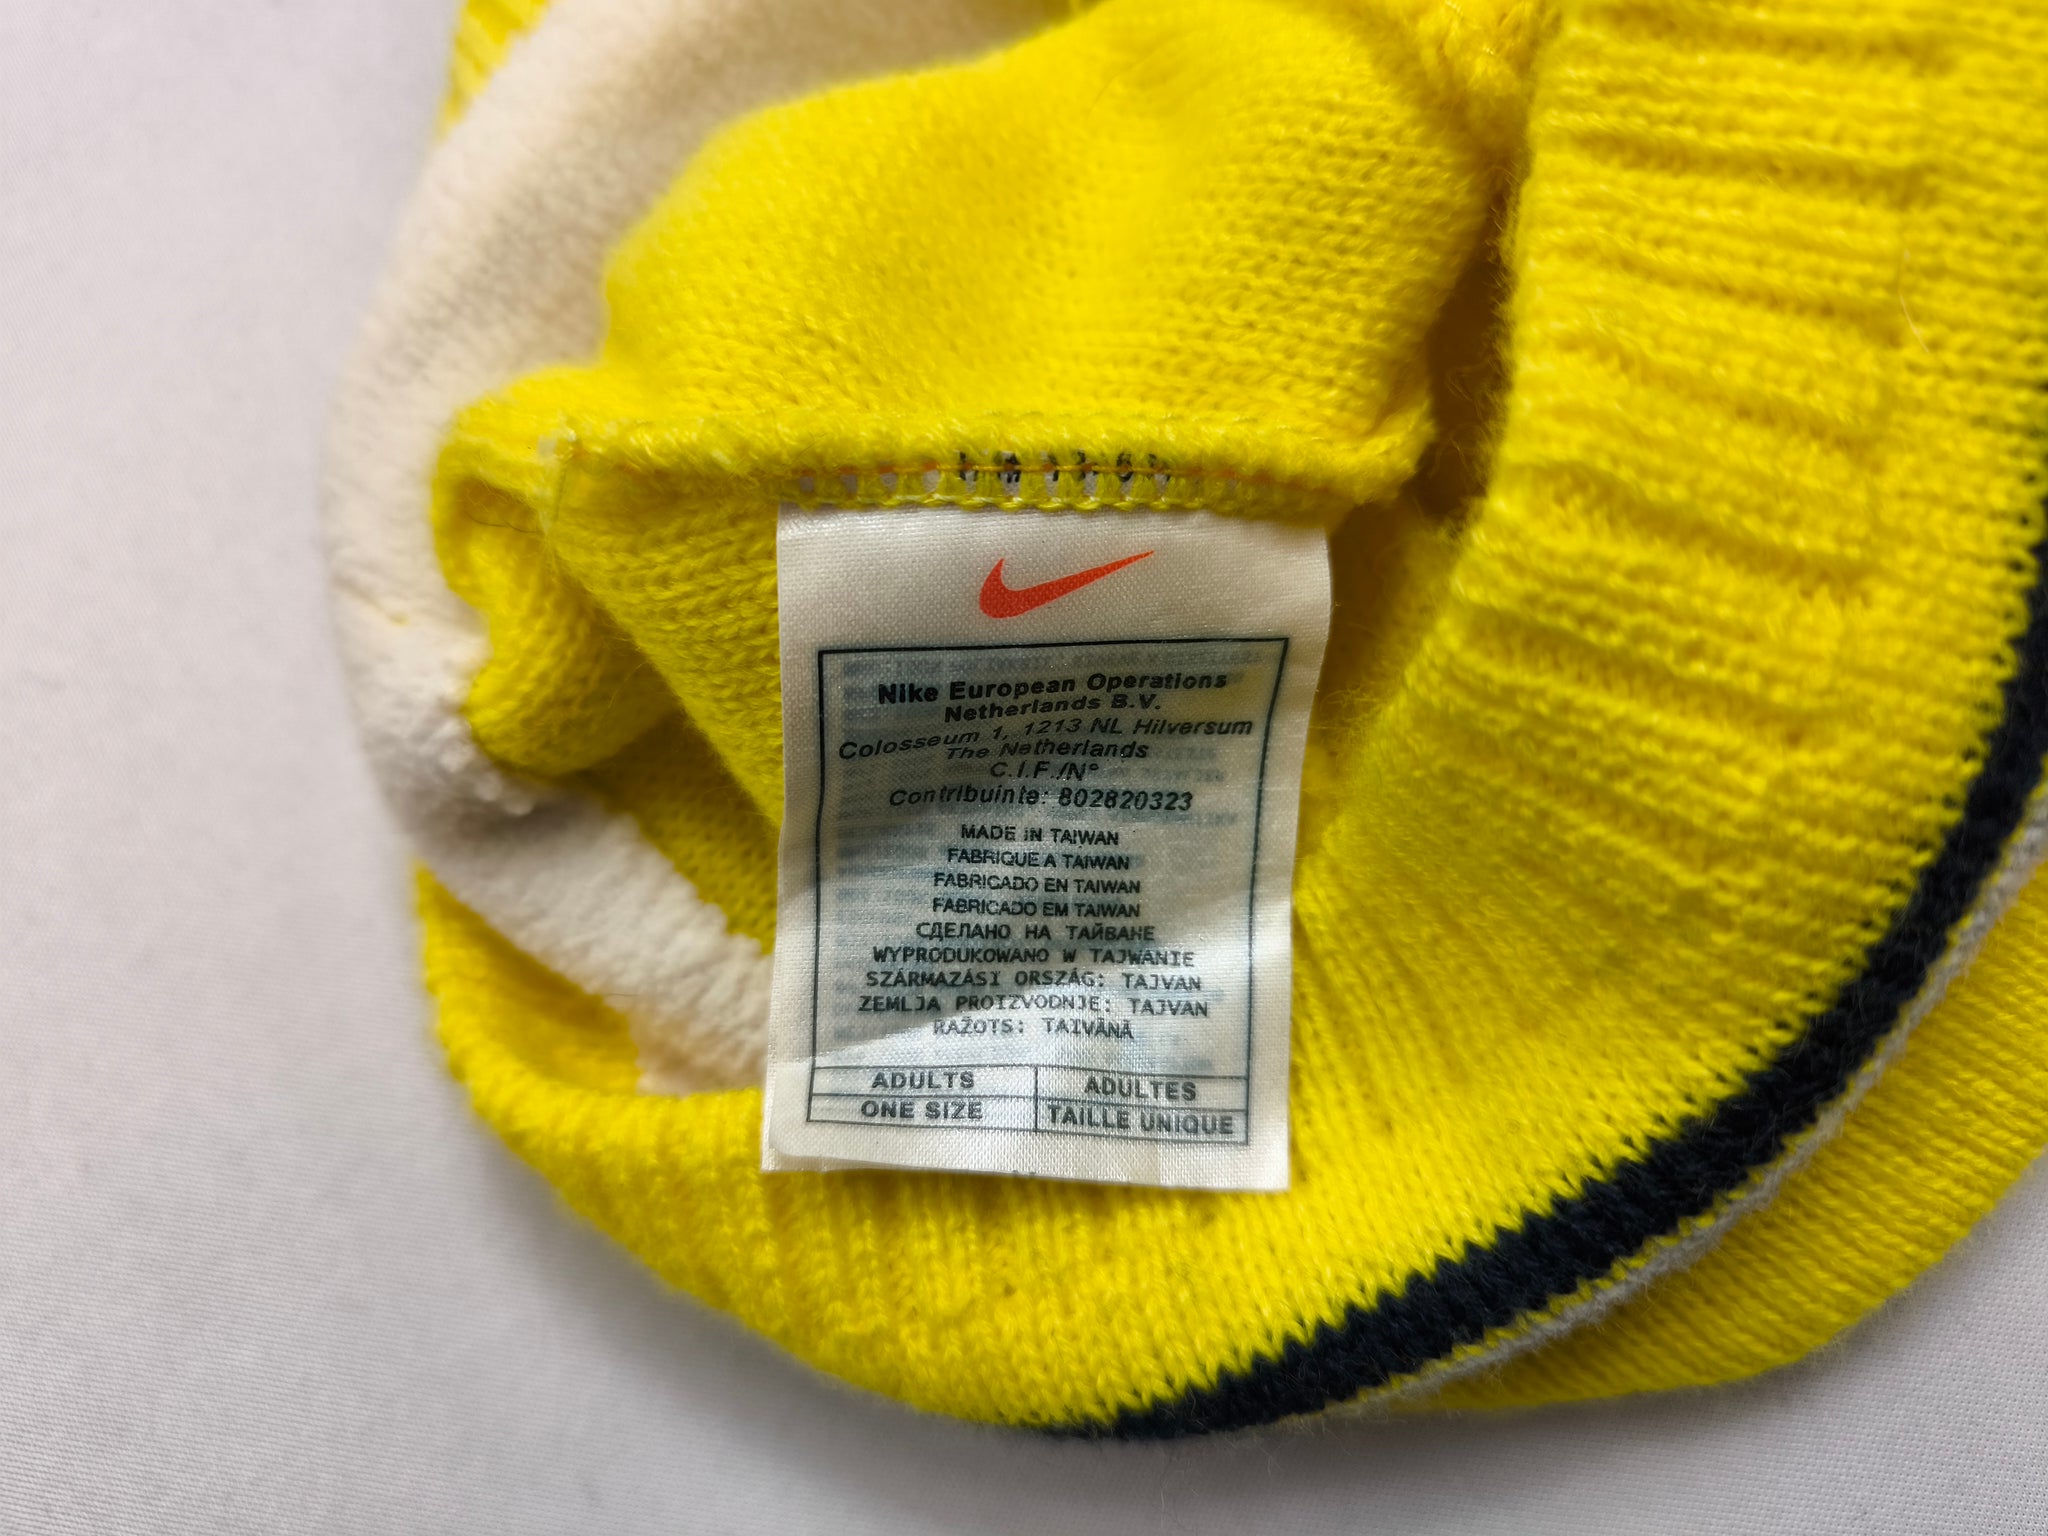 Nike European Operations
Netherlands B.V.
Colosseum 1, 1213 NL Hilversum
The Netherlands
C.I.F./N°
Contribuinte: 802820323
MADE IN TAIWAN
FABRIQUE A TAIWAN
FABRICADO EN TAIWAN
FABRICADO EM TAIWAN
СДЕЛАНО НА ТАЙВАНЕ
WYPRODUKOWANO W TAJWANIE
SZÁRMAZÁSI ORSZÁG: TAJVAN
ZEMLJA PROIZVODNJE: TAJVAN
RAŽOTS: TAIVĀNĀ
ADULTS ADULTES
ONE SIZE TAILLE UNIQUE